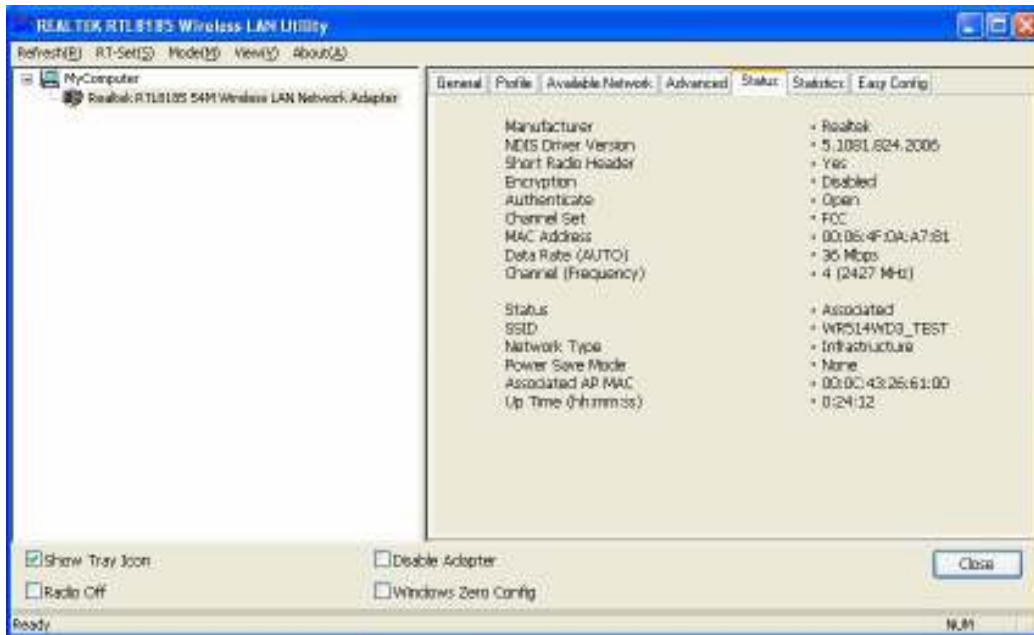 REALTEK RTL8185 Wireless LAN Utility
Refresh(R) RT-Set(S) Mode(M) View(V) About(A)
MyComputer
Realtek RTL8185 54M Wireless LAN Network Adapter
General Profile Available Network Advanced Status Statistics Easy Config
Manufacturer • Realtek
NDIS Driver Version • 5.1081.824.2006
Short Radio Header • Yes
Encryption • Disabled
Authenticate • Open
Channel Set • FCC
MAC Address • 00:06:4F:0A:A7:81
Data Rate (AUTO) • 36 Mbps
Channel (Frequency) • 4 (2427 MHz)
Status • Associated
SSID • WR514WD3_TEST
Network Type • Infrastructure
Power Save Mode • None
Associated AP MAC • 00:0C:43:26:61:00
Up Time (hh:mm:ss) • 0:24:12
Show Tray Icon
Disable Adapter
Close
Radio Off
Windows Zero Config
Ready
NUM